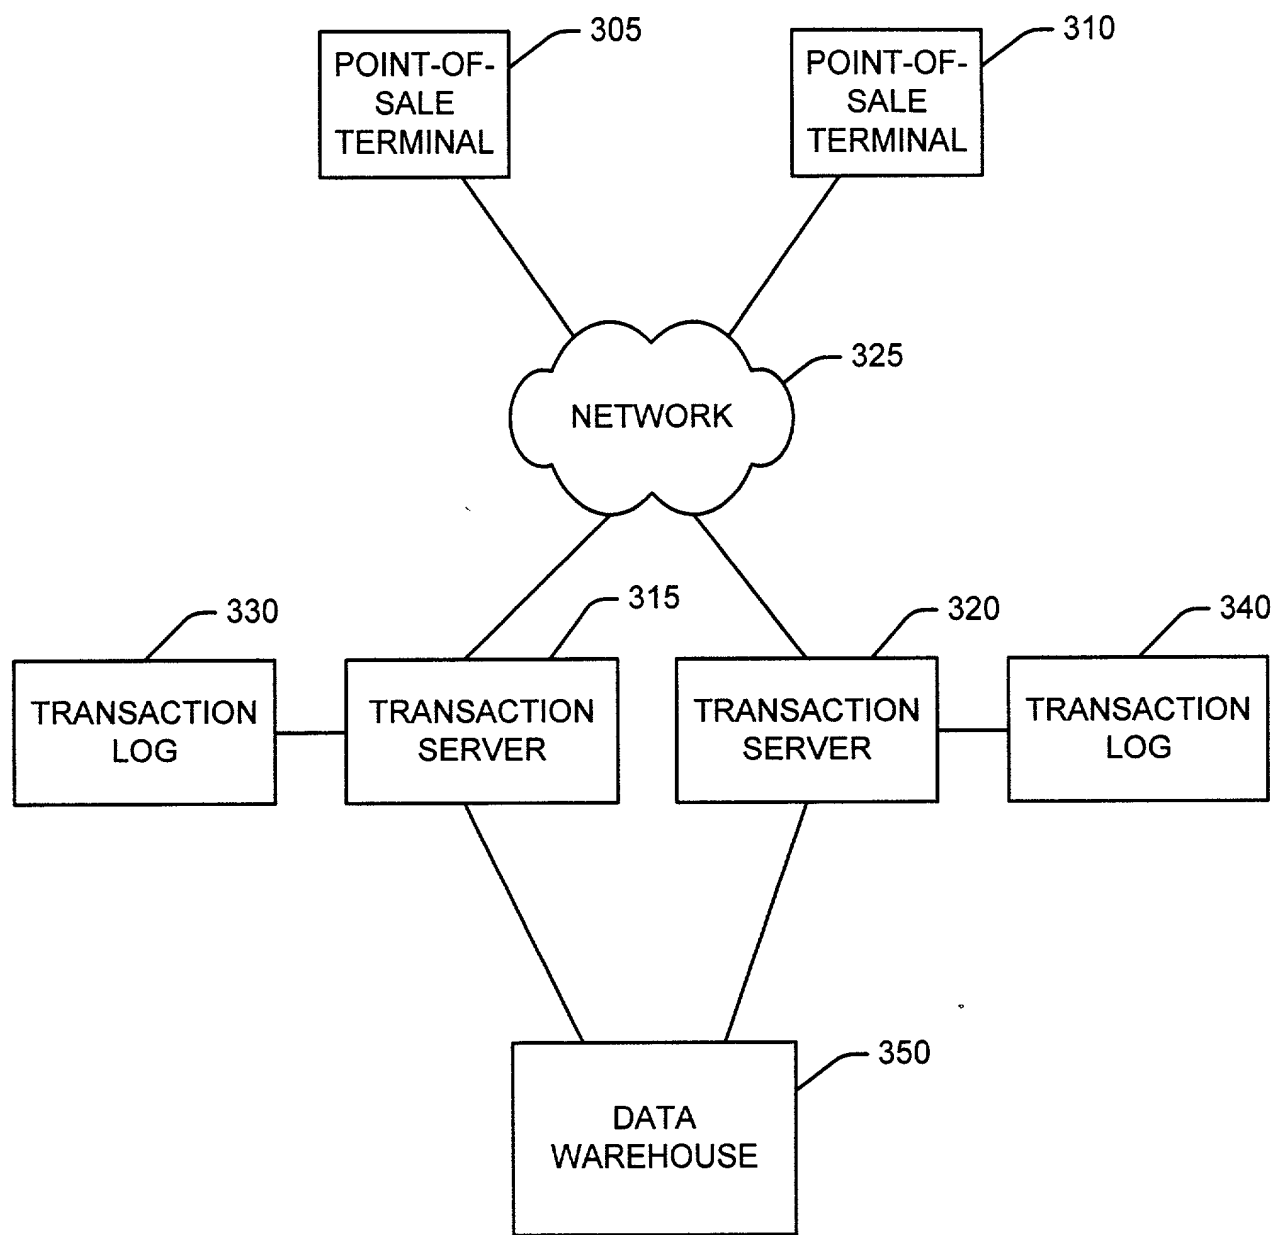 305
POINT-OF-
SALE
TERMINAL
310
POINT-OF-
SALE
TERMINAL
325
NETWORK
330
TRANSACTION
LOG
315
TRANSACTION
SERVER
320
TRANSACTION
SERVER
340
TRANSACTION
LOG
350
DATA
WAREHOUSE